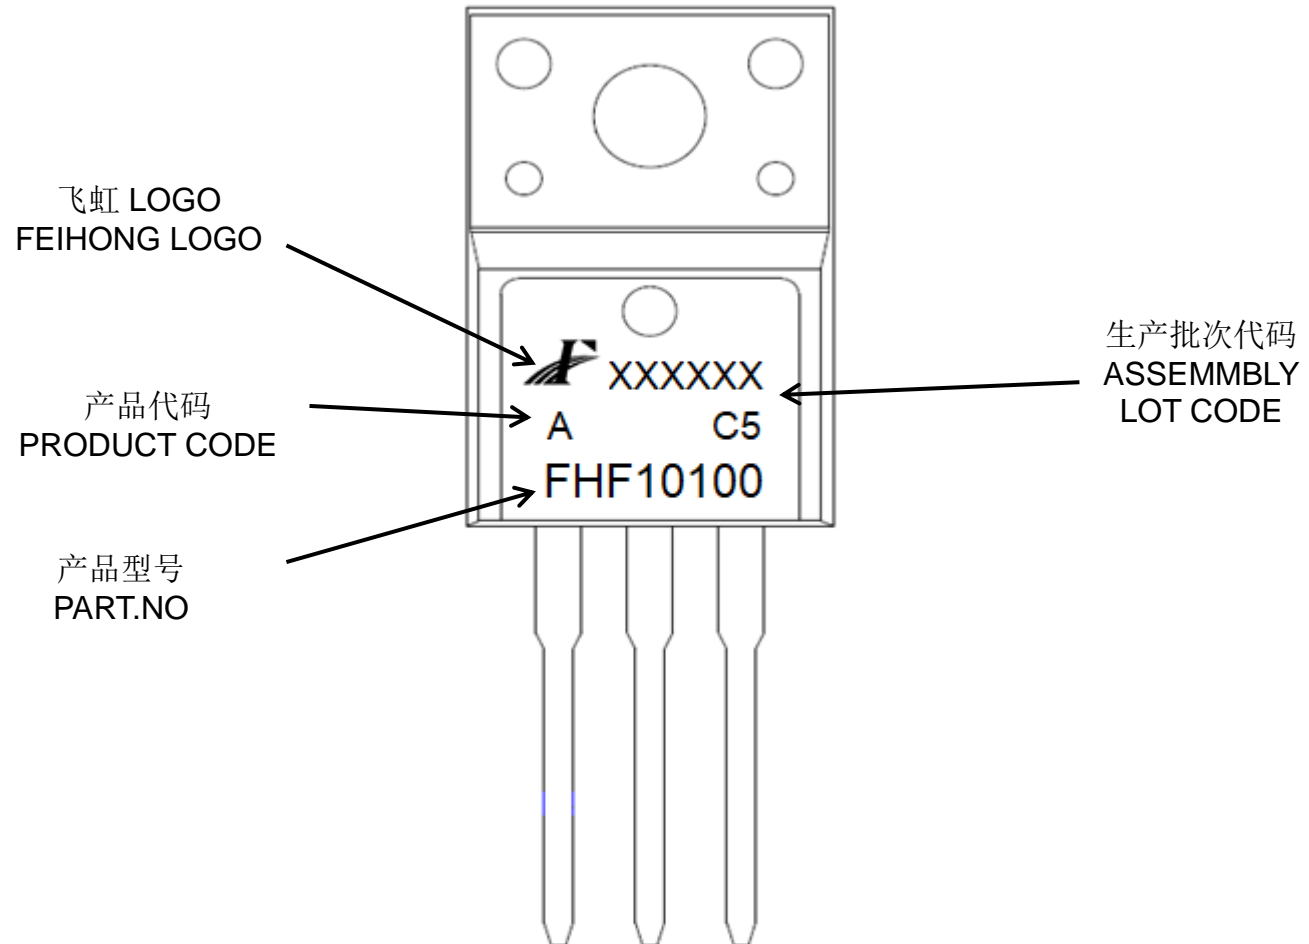 飞虹 LOGO
FEIHONG LOGO
产品代码
PRODUCT CODE
产品型号
PART.NO
XXXXXX
A C5
FHF10100
生产批次代码
ASSEMMBLY
LOT CODE